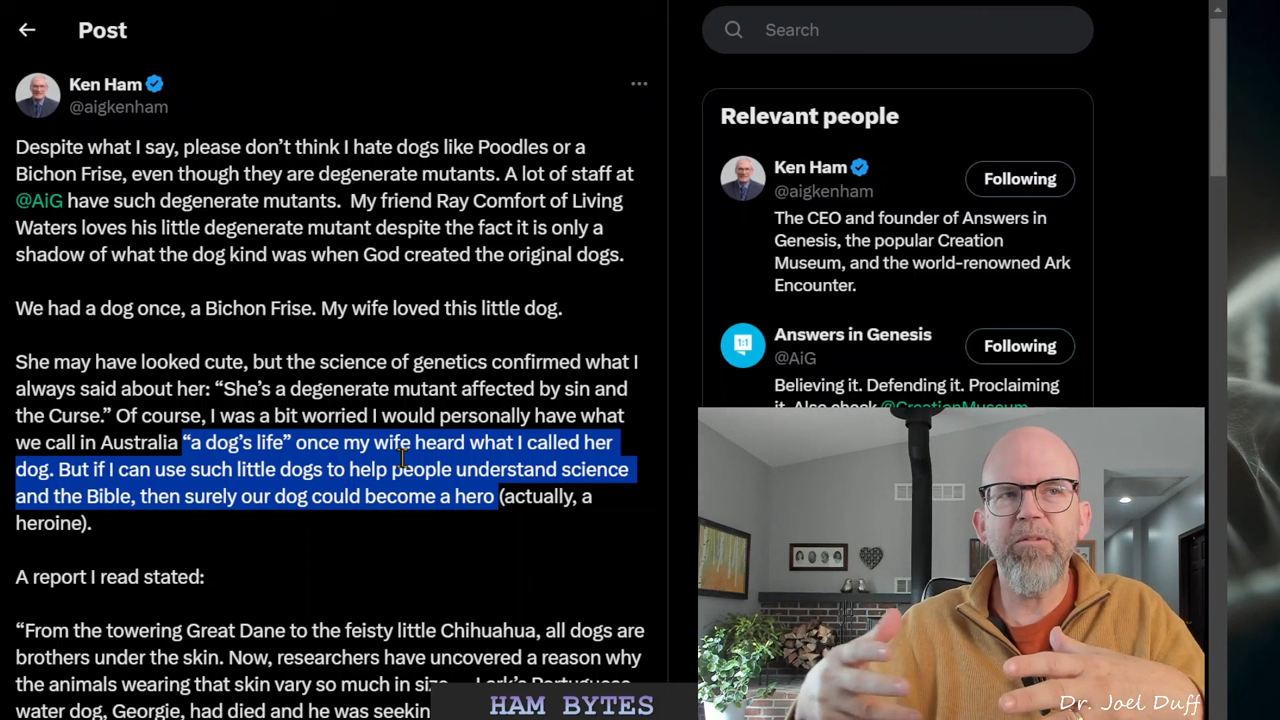 Post
Ken Ham
@aigkenham
Despite what I say, please don't think I hate dogs like Poodles or a
Bichon Frise, even though they are degenerate mutants. A lot of staff at
@AiG have such degenerate mutants. My friend Ray Comfort of Living
Waters loves his little degenerate mutant despite the fact it is only a
shadow of what the dog kind was when God created the original dogs.
We had a dog once, a Bichon Frise. My wife loved this little dog.
She may have looked cute, but the science of genetics confirmed what I
always said about her: “She’s a degenerate mutant affected by sin and
the Curse.” Of course, I was a bit worried I would personally have what
we call in Australia “a dog’s life” once my wife heard what I called her
dog. But if I can use such little dogs to help people understand science
and the Bible, then surely our dog could become a hero (actually, a
heroine).
A report I read stated:
“From the towering Great Dane to the feisty little Chihuahua, all dogs are
brothers under the skin. Now, researchers have uncovered a reason why
the animals wearing that skin vary so much in size
Portuguese
water dog, Georgie, had died and he was seekin
Search
Relevant people
Ken Ham
@aigkenham
Following
The CEO and founder of Answers in
Genesis, the popular Creation
Museum, and the world-renowned Ark
Encounter.
Answers in Genesis
@AiG
Following
1:1
Believing it. Defending it. Proclaiming
it. Also check @CreationMuseum
HAM BYTES
Dr. Joel Duff